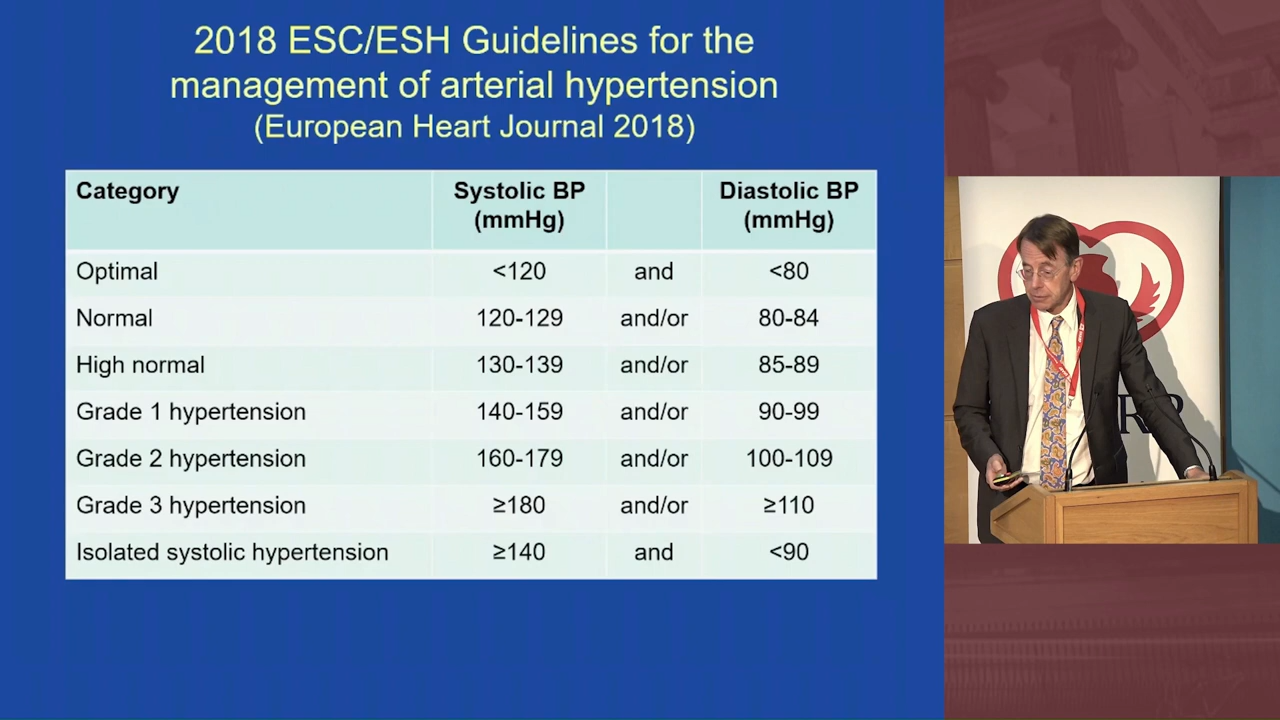 2018 ESC/ESH Guidelines for the
management of arterial hypertension
(European Heart Journal 2018)
Category Systolic BP (mmHg) Diastolic BP (mmHg)
Optimal <120 and <80
Normal 120-129 and/or 80-84
High normal 130-139 and/or 85-89
Grade 1 hypertension 140-159 and/or 90-99
Grade 2 hypertension 160-179 and/or 100-109
Grade 3 hypertension ≥180 and/or ≥110
Isolated systolic hypertension ≥140 and <90